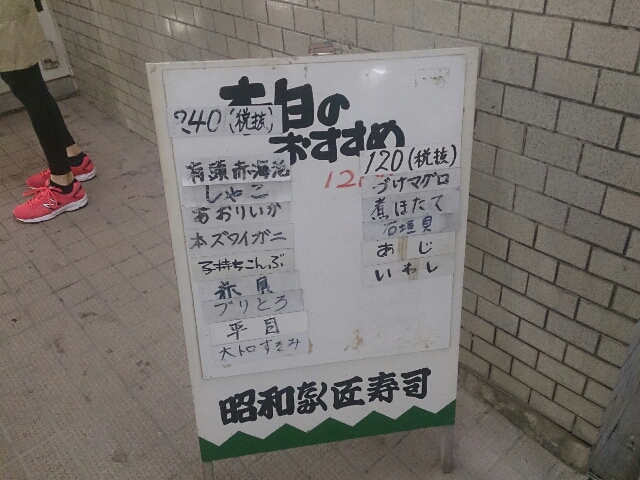 本日の
おすすめ
240(税抜)
有頭赤海老
しゃこ
あおりいか
本ズワイガニ
子持ちこんぶ
赤貝
ブリとろ
平目
大トロすきみ
120(税抜)
づけマグロ
煮ほたて
石垣貝
あじ
いわし
昭和なんば匠寿司